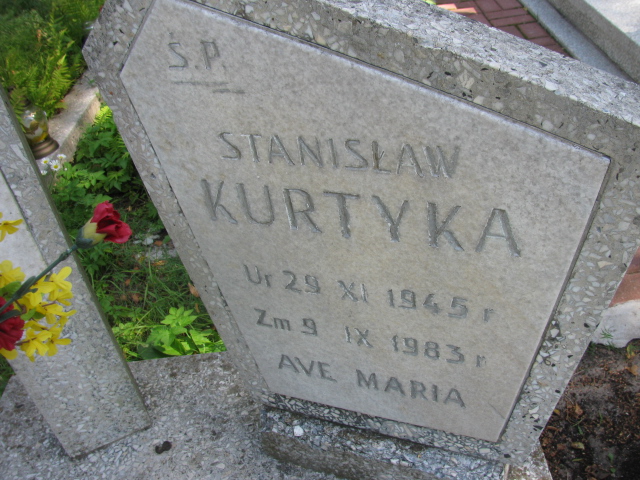 Ś.P.
STANISŁAW
KURTYKA
Ur 29 XI 1945 r
Zm 9 IX 1983 r
AVE MARIA